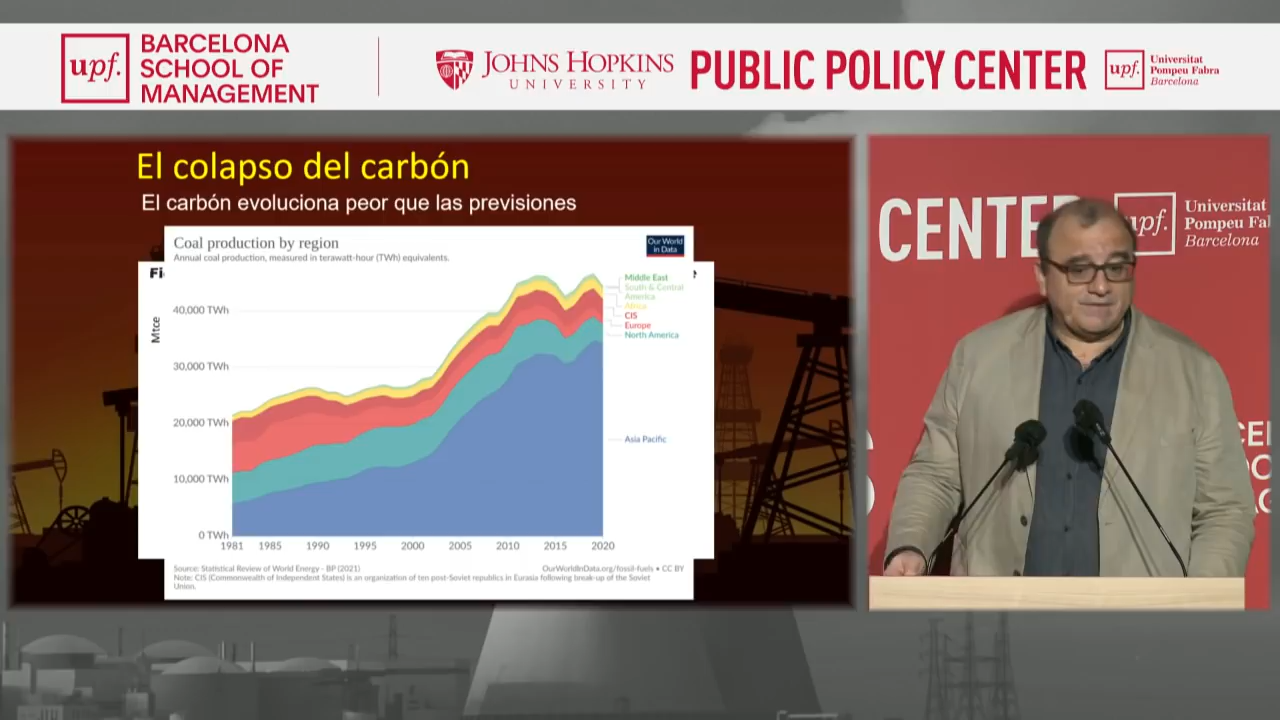 upf.
BARCELONA
SCHOOL OF
MANAGEMENT
JOHNS HOPKINS
UNIVERSITY
PUBLIC POLICY CENTER
upf.
Universitat
Pompeu Fabra
Barcelona
El colapso del carbón
El carbón evoluciona peor que las previsiones
Coal production by region
Annual coal production, measured in terawatt-hour (TWh) equivalents.
Our World
in Data
Mtce
40,000 TWh
30,000 TWh
20,000 TWh
10,000 TWh
0 TWh
1981 1985 1990 1995 2000 2005 2010 2015 2020
Middle East
South & Central
America
Africa
CIS
Europe
North America
Asia Pacific
Source: Statistical Review of World Energy - BP (2021)
OurWorldInData.org/fossil-fuels • CC BY
Note: CIS (Commonwealth of Independent States) is an organization of ten post-Soviet republics in Eurasia following break-up of the Soviet
Union.
CENTE
upf.
Universitat
Pompeu Fa
Barcelona